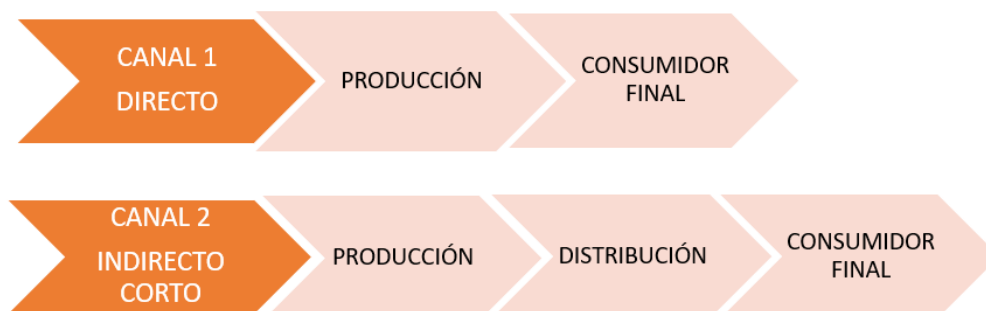 CANAL 1
DIRECTO
PRODUCCIÓN
CONSUMIDOR
FINAL
CANAL 2
INDIRECTO
CORTO
PRODUCCIÓN
DISTRIBUCIÓN
CONSUMIDOR
FINAL